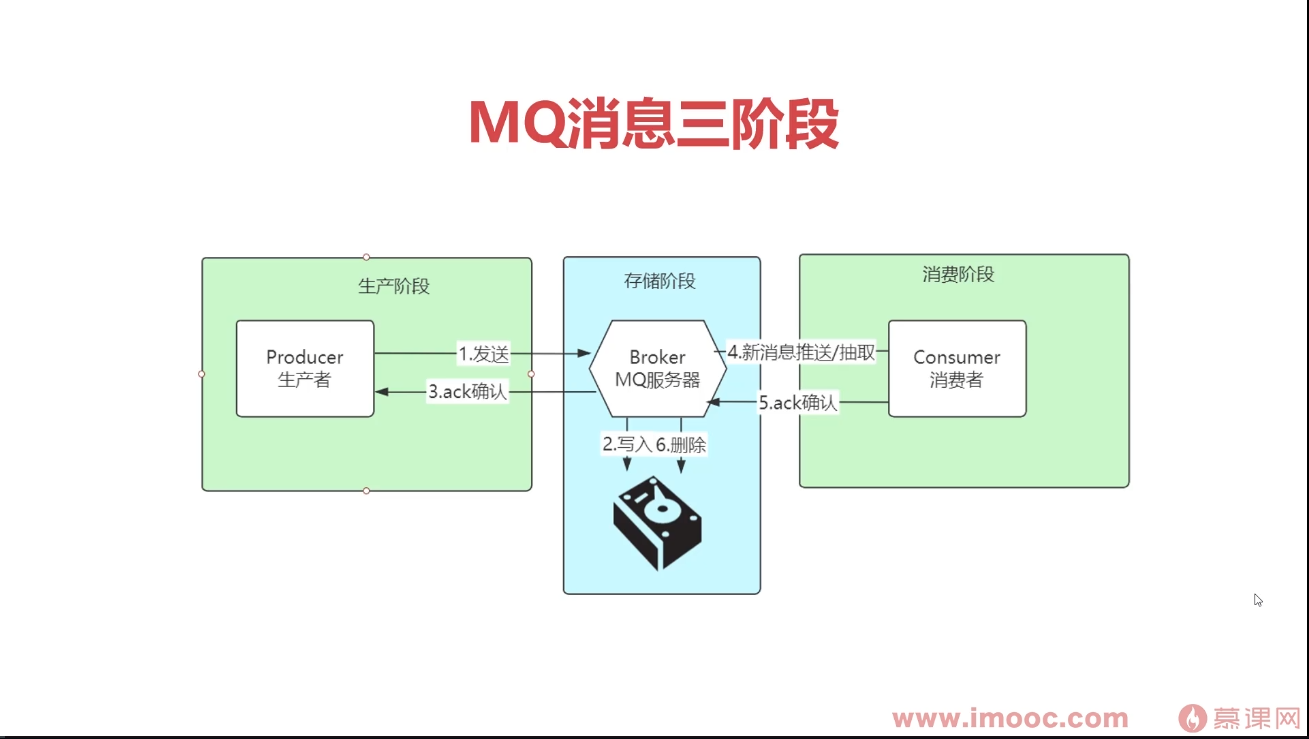 MQ消息三阶段
生产阶段
Producer
生产者
1.发送
3.ack确认
存储阶段
Broker
MQ服务器
2.写入
6.删除
4.新消息推送/抽取
5.ack确认
消费阶段
Consumer
消费者
www.imooc.com
慕课网